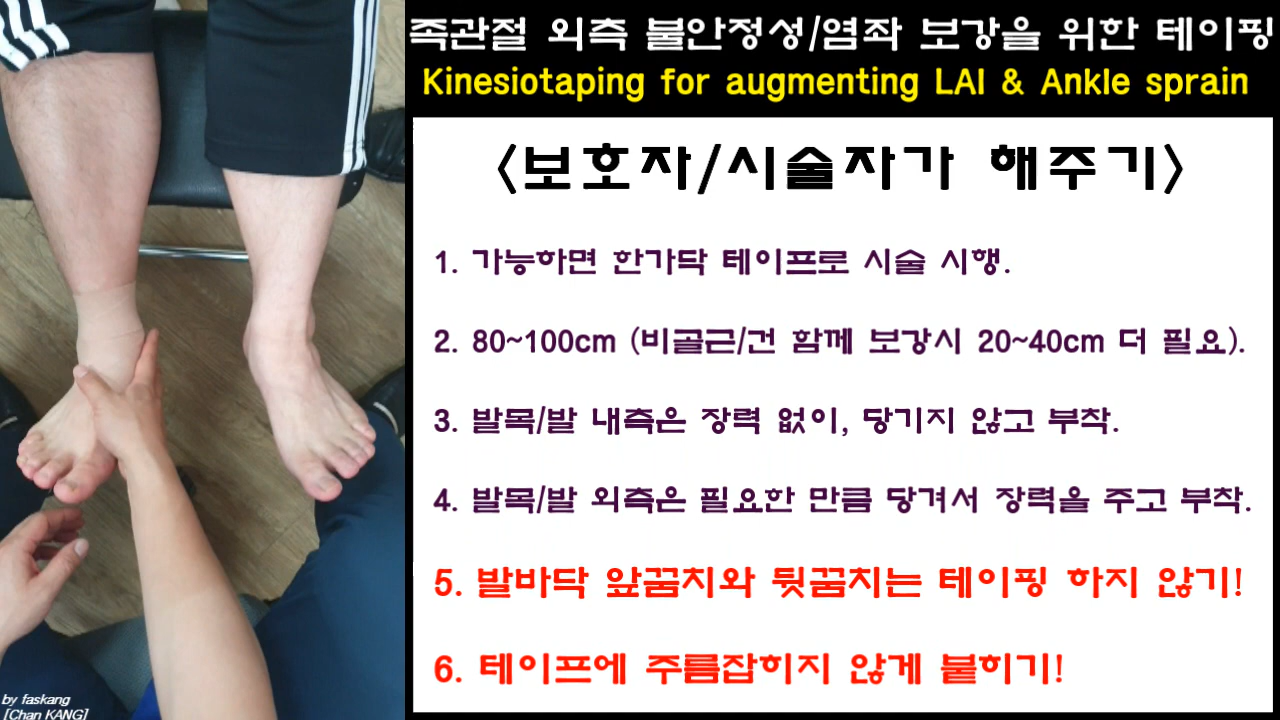 족관절 외측 불안정성/염좌 보강을 위한 테이핑
Kinesiotaping for augmenting LAI & Ankle sprain
<보호자/시술자가 해주기>
1. 가능하면 한가닥 테이프로 시술 시행.
2. 80~100cm (비골근/건 함께 보강시 20~40cm 더 필요).
3. 발목/발 내측은 장력 없이, 당기지 않고 부착.
4. 발목/발 외측은 필요한 만큼 당겨서 장력을 주고 부착.
5. 발바닥 앞꿈치와 뒷꿈치는 테이핑 하지 않기!
6. 테이프에 주름잡히지 않게 붙히기!
by faskang
[Chan KANG]